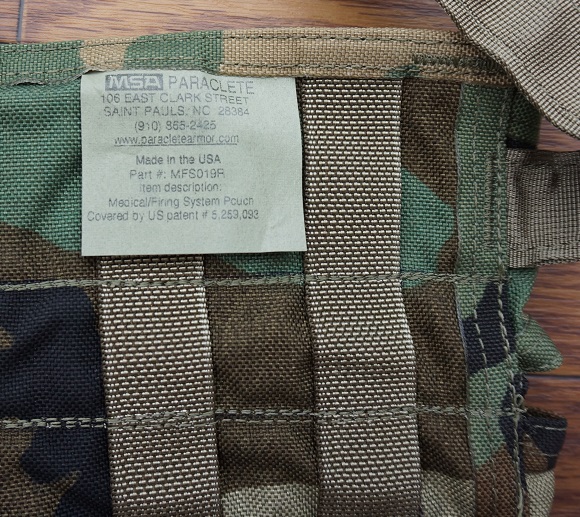 MSA PARACLETE
106 EAST CLARK STREET
SAINT PAULS, NC 28384
(910) 865-2425
www.paracletearmor.com
Made in the USA
Part #: MFS019R
Item description:
Medical/Firing System Pouch
Covered by US patent # 5,259,093